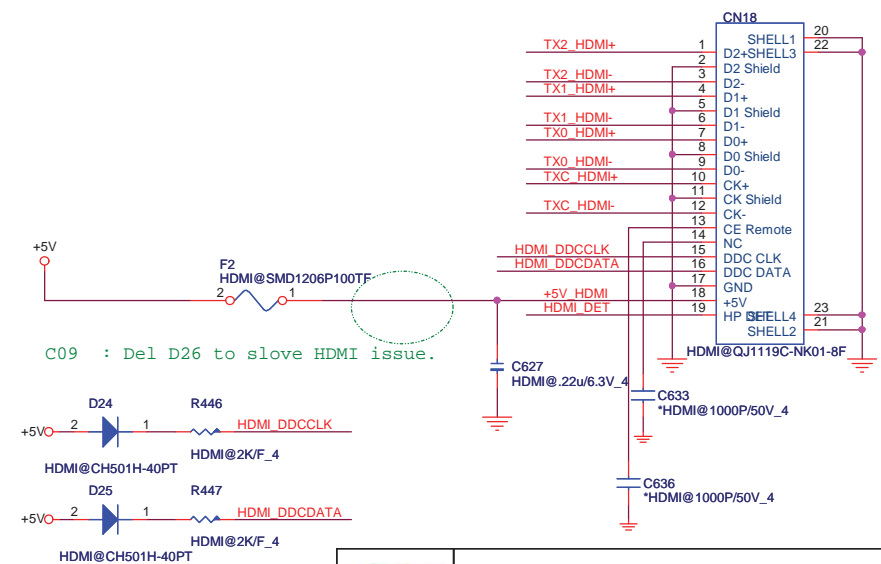 CN18
SHELL1 20
TX2_HDMI+ 1 D2+ SHELL3 22
2 D2 Shield
TX2_HDMI- 3 D2-
TX1_HDMI+ 4 D1+
5 D1 Shield
TX1_HDMI- 6 D1-
TX0_HDMI+ 7 D0+
8 D0 Shield
TX0_HDMI- 9 D0-
TXC_HDMI+ 10 CK+
11 CK Shield
TXC_HDMI- 12 CK-
13 CE Remote
14 NC
HDMI_DDCCLK 15 DDC CLK
HDMI_DDCDATA 16 DDC DATA
17 GND
+5V_HDMI 18 +5V
HDMI_DET 19 HP DET SHELL4 23
SHELL2 21
HDMI@QJ1119C-NK01-8F
+5V
F2
HDMI@SMD1206P100TF
2 1
C09 : Del D26 to slove HDMI issue.
C627
HDMI@.22u/6.3V_4
C633
*HDMI@1000P/50V_4
C636
*HDMI@1000P/50V_4
D24 R446
+5V 2 1 HDMI_DDCCLK
HDMI@2K/F_4
HDMI@CH501H-40PT
D25 R447
+5V 2 1 HDMI_DDCDATA
HDMI@2K/F_4
HDMI@CH501H-40PT